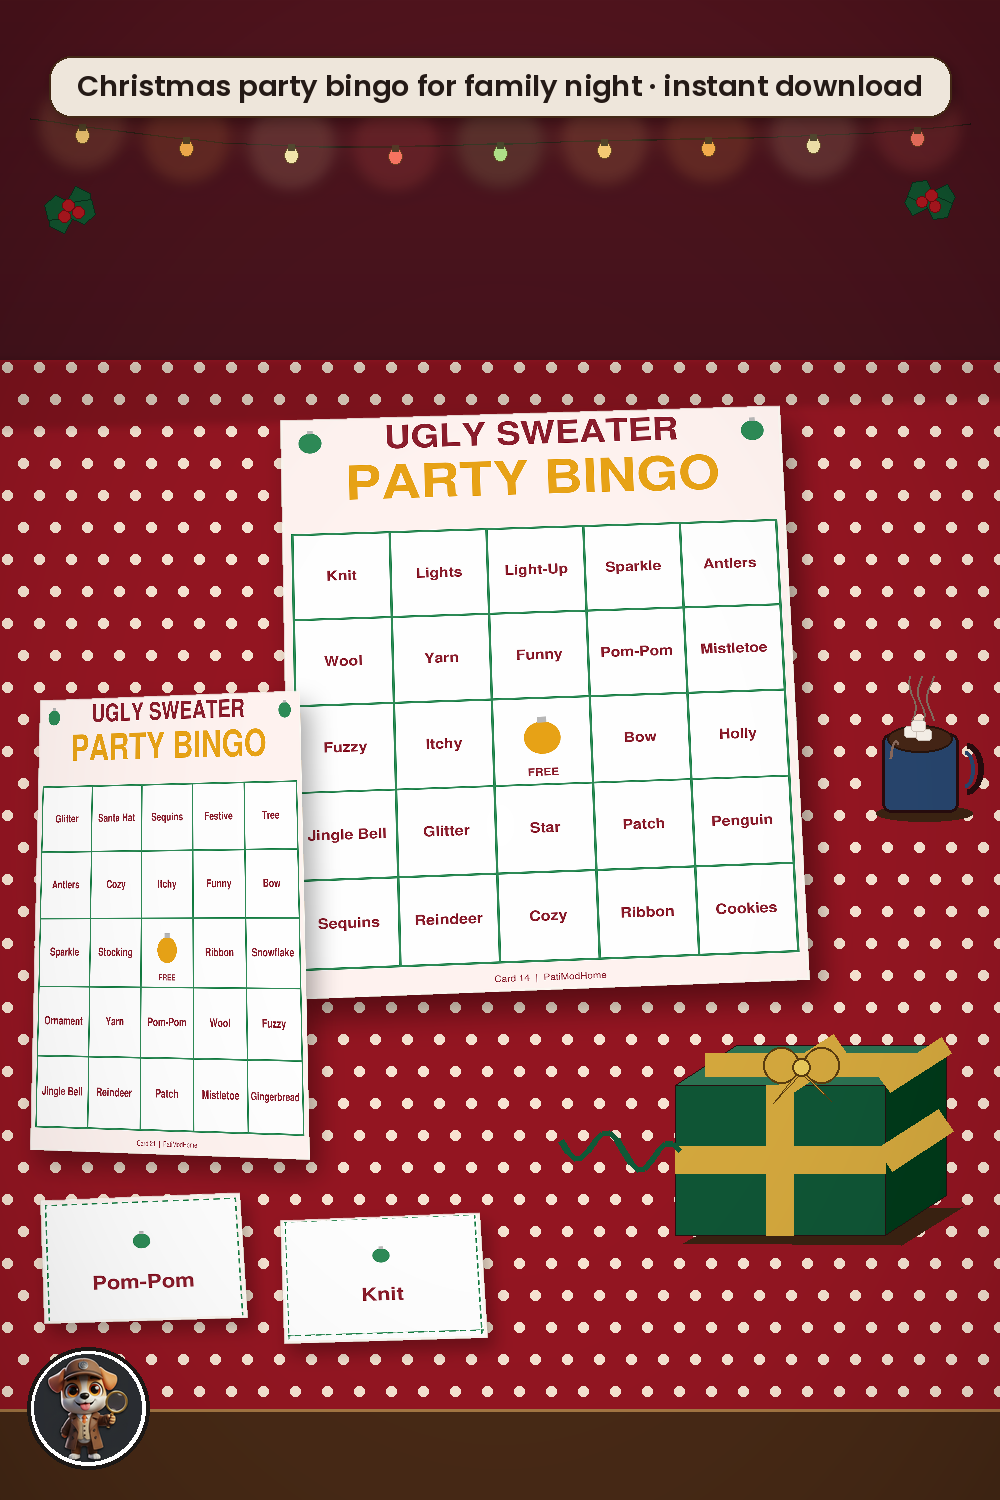 Christmas party bingo for family night · instant download
UGLY SWEATER
PARTY BINGO
Knit Lights Light-Up Sparkle Antlers
Wool Yarn Funny Pom-Pom Mistletoe
Fuzzy Itchy FREE Bow Holly
Jingle Bell Glitter Star Patch Penguin
Sequins Reindeer Cozy Ribbon Cookies
Card 14 | PatiModHome
UGLY SWEATER
PARTY BINGO
Glitter Santa Hat Sequins Festive Tree
Antlers Cozy Itchy Funny Bow
Sparkle Stocking FREE Ribbon Snowflake
Ornament Yarn Pom-Pom Wool Fuzzy
Jingle Bell Reindeer Patch Mistletoe Gingerbread
Card 21 | PatiModHome
Pom-Pom
Knit